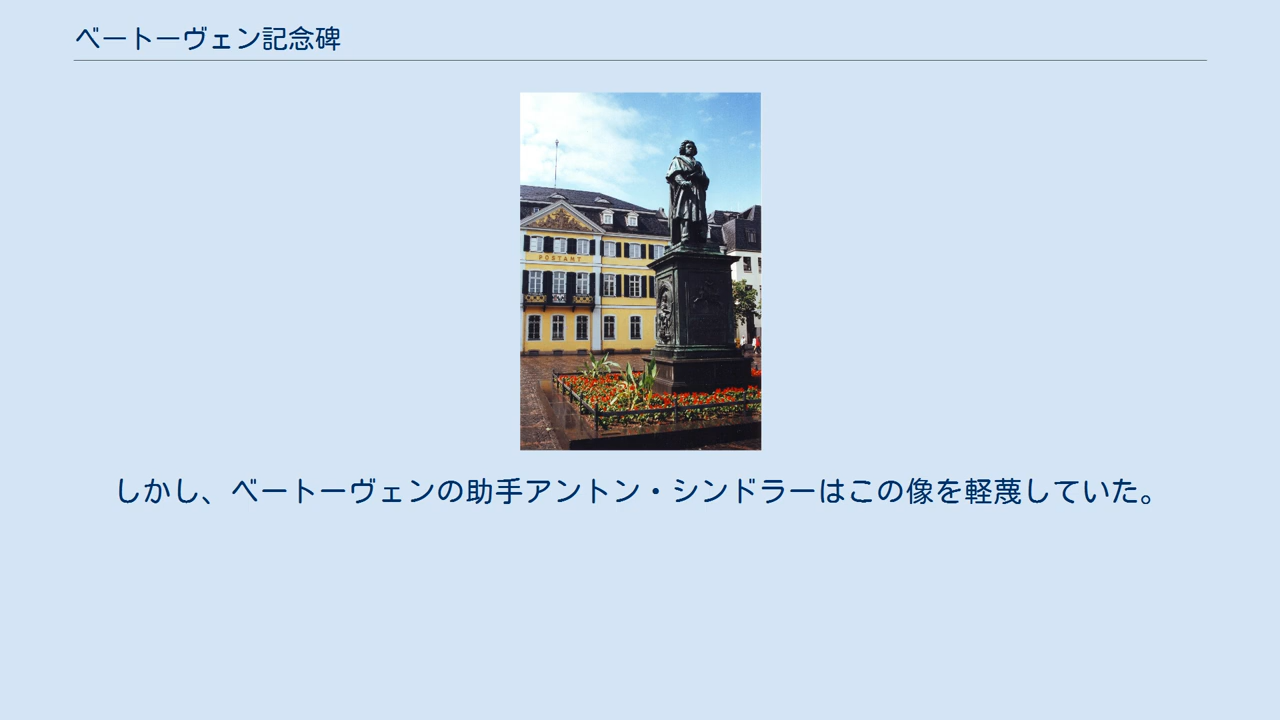 ベートーヴェン記念碑
POSTAMT
しかし、ベートーヴェンの助手アントン・シンドラーはこの像を軽蔑していた。